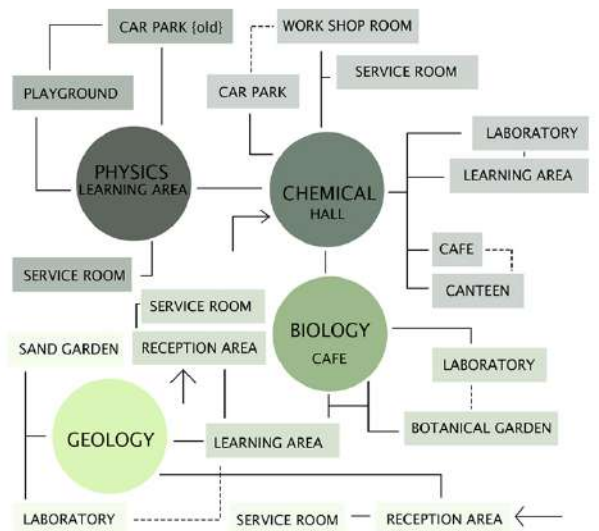 CAR PARK {old}
WORK SHOP ROOM
SERVICE ROOM
PLAYGROUND
CAR PARK
LABORATORY
PHYSICS
LEARNING AREA
LEARNING AREA
CHEMICAL
HALL
CAFE
SERVICE ROOM
CANTEEN
SERVICE ROOM
BIOLOGY
CAFE
SAND GARDEN
RECEPTION AREA
LABORATORY
BOTANICAL GARDEN
GEOLOGY
LEARNING AREA
LABORATORY
SERVICE ROOM
RECEPTION AREA